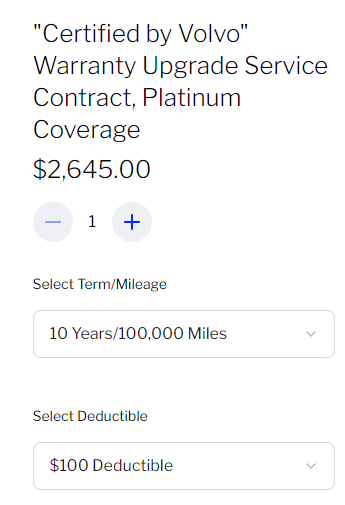 "Certified by Volvo"
Warranty Upgrade Service
Contract, Platinum
Coverage
$2,645.00
1
Select Term/Mileage
10 Years/100,000 Miles
Select Deductible
$100 Deductible